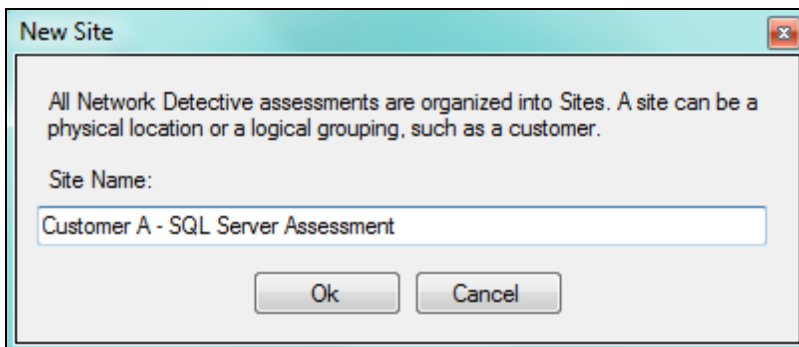 New Site
All Network Detective assessments are organized into Sites. A site can be a
physical location or a logical grouping, such as a customer.
Site Name:
Customer A - SQL Server Assessment
Ok
Cancel